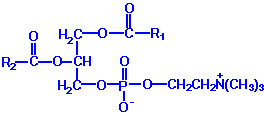 O
O H₂C–O–C–R₁
R₂–C–O–CH O
H₂C–O–P–O–CH₂CH₂N⁺(CH₃)₃
O⁻